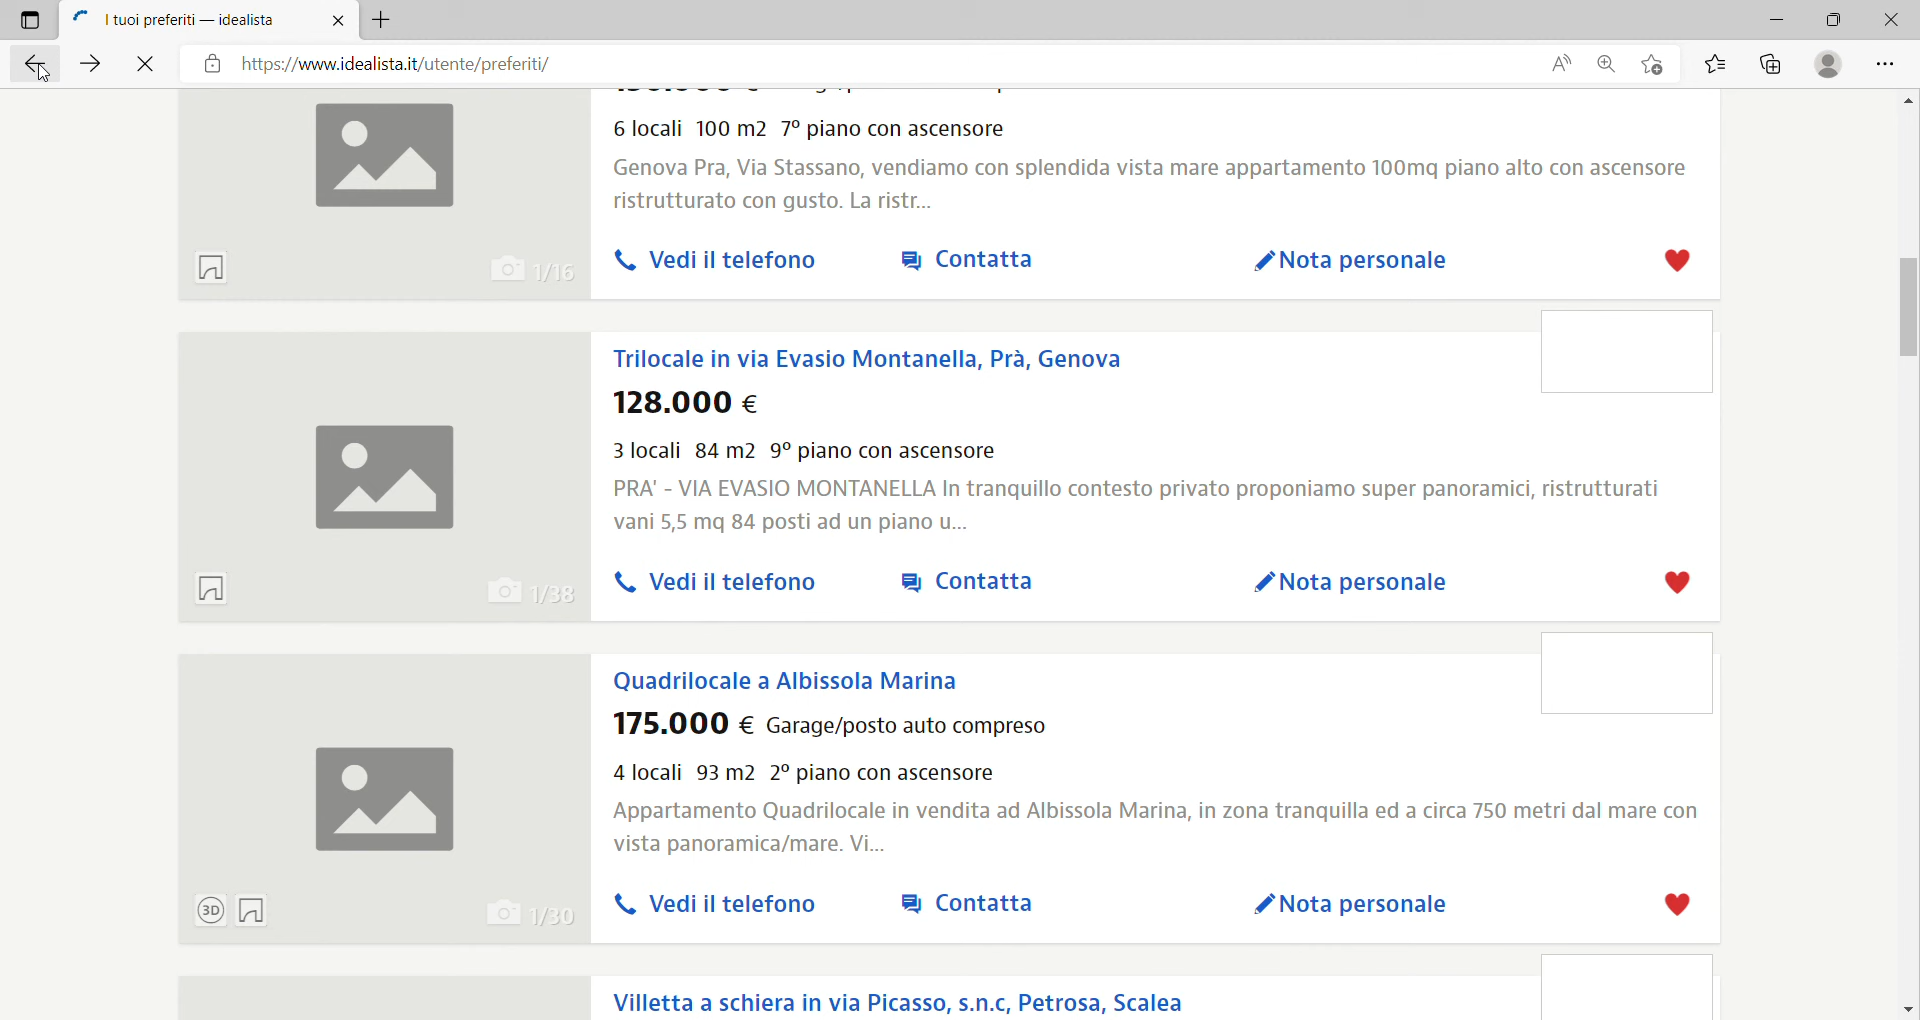 I tuoi preferiti — idealista
https://www.idealista.it/utente/preferiti/
6 locali 100 m2 7º piano con ascensore
Genova Pra, Via Stassano, vendiamo con splendida vista mare appartamento 100mq piano alto con ascensore
ristrutturato con gusto. La ristr...
1/16
Vedi il telefono Contatta Nota personale
Trilocale in via Evasio Montanella, Prà, Genova
128.000 €
3 locali 84 m2 9º piano con ascensore
PRA' - VIA EVASIO MONTANELLA In tranquillo contesto privato proponiamo super panoramici, ristrutturati
vani 5,5 mq 84 posti ad un piano u...
1/38
Vedi il telefono Contatta Nota personale
Quadrilocale a Albissola Marina
175.000 € Garage/posto auto compreso
4 locali 93 m2 2º piano con ascensore
Appartamento Quadrilocale in vendita ad Albissola Marina, in zona tranquilla ed a circa 750 metri dal mare con
vista panoramica/mare. Vi...
3D
1/30
Vedi il telefono Contatta Nota personale
Villetta a schiera in via Picasso, s.n.c, Petrosa, Scalea